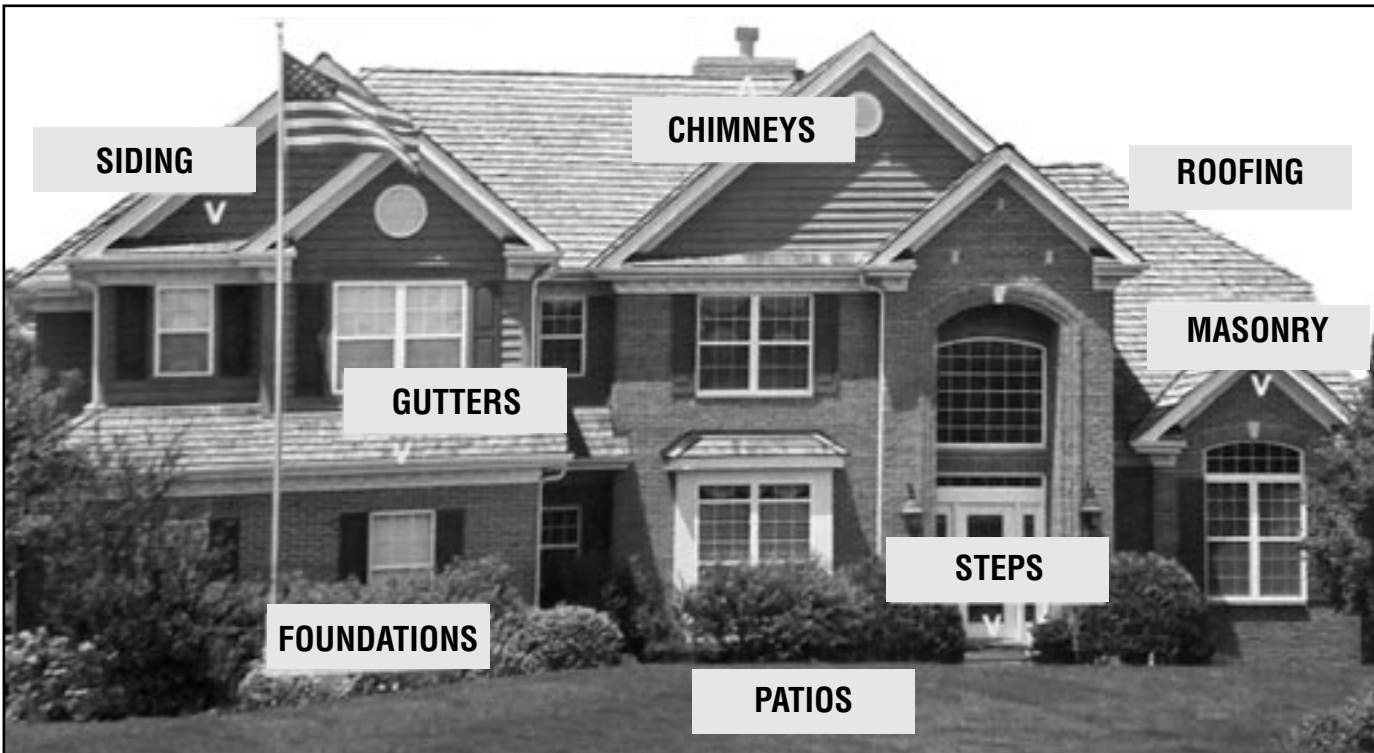 CHIMNEYS
SIDING
ROOFING
MASONRY
GUTTERS
STEPS
FOUNDATIONS
PATIOS